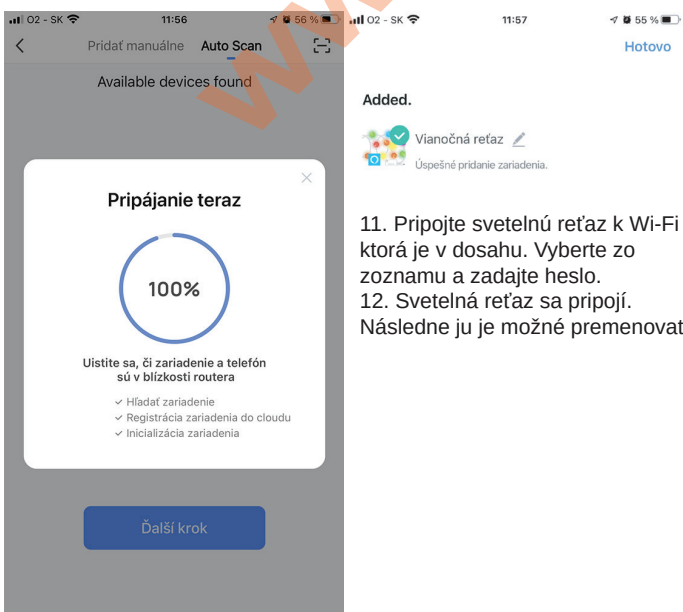 O2 - SK
11:56
56 %
Pridať manuálne Auto Scan
Available devices found
Pripájanie teraz
100%
Uistite sa, či zariadenie a telefón
sú v blízkosti routera
Hľadať zariadenie
Registrácia zariadenia do cloudu
Inicializácia zariadenia
Ďalší krok
O2 - SK
11:57
55 %
Hotovo
Added.
Vianočná reťaz
Úspešné pridanie zariadenia.
11. Pripojte svetelnú reťaz k Wi-Fi
ktorá je v dosahu. Vyberte zo
zoznamu a zadajte heslo.
12. Svetelná reťaz sa pripojí.
Následne ju je možné premenovat